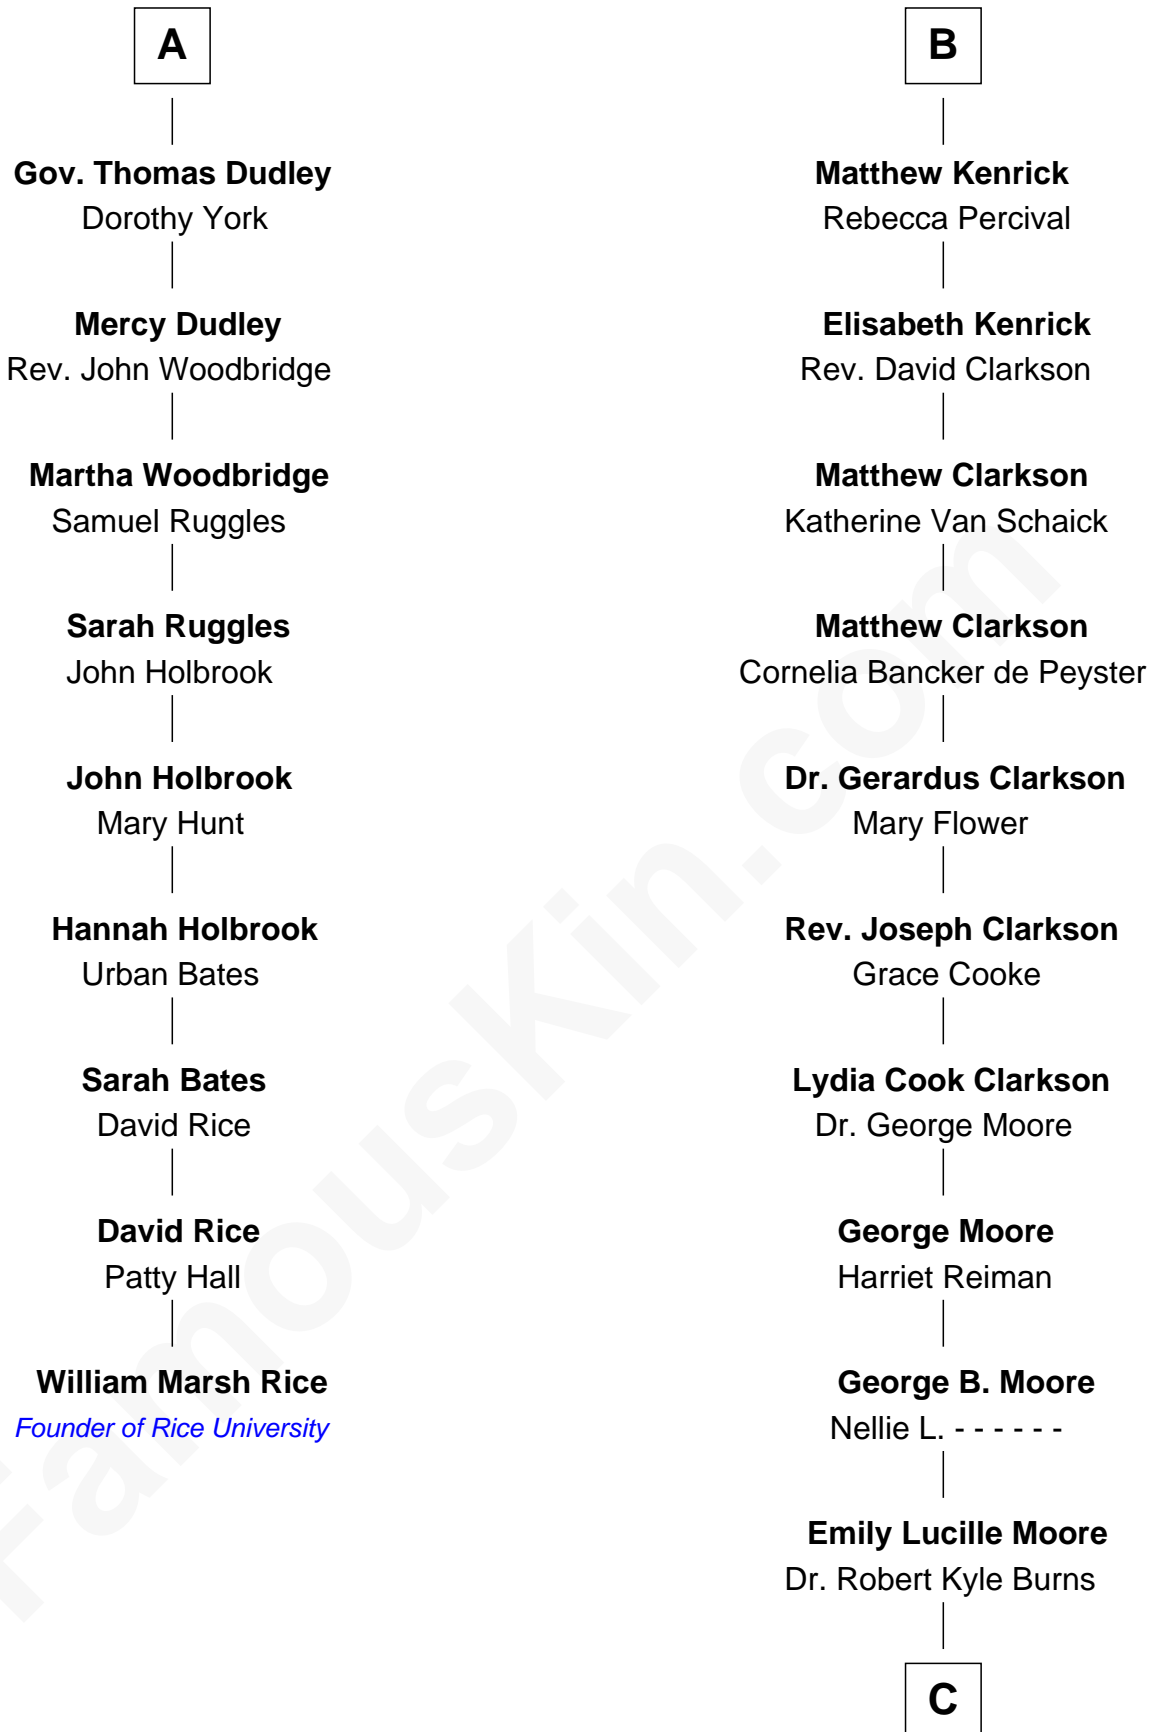 A
Gov. Thomas Dudley
Dorothy York
Mercy Dudley
Rev. John Woodbridge
Martha Woodbridge
Samuel Ruggles
Sarah Ruggles
John Holbrook
John Holbrook
Mary Hunt
Hannah Holbrook
Urban Bates
Sarah Bates
David Rice
David Rice
Patty Hall
William Marsh Rice
Founder of Rice University
B
Matthew Kenrick
Rebecca Percival
Elisabeth Kenrick
Rev. David Clarkson
Matthew Clarkson
Katherine Van Schaick
Matthew Clarkson
Cornelia Bancker de Peyster
Dr. Gerardus Clarkson
Mary Flower
Rev. Joseph Clarkson
Grace Cooke
Lydia Cook Clarkson
Dr. George Moore
George Moore
Harriet Reiman
George B. Moore
Nellie L. - - - - - -
Emily Lucille Moore
Dr. Robert Kyle Burns
C
FamousKin.com